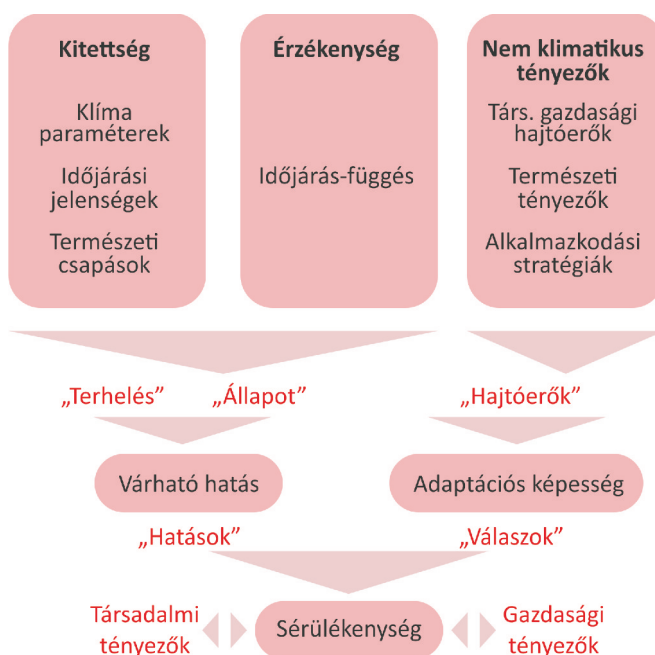 Kitettség
Klíma
paraméterek
Időjárási
jelenségek
Természeti
csapások
Érzékenység
Időjárás-függés
Nem klimatikus
tényezők
Társ. gazdasági
hajtóerők
Természeti
tényezők
Alkalmazkodási
stratégiák
„Terhelés”
„Állapot”
„Hajtóerők”
Várható hatás
Adaptációs képesség
„Hatások”
„Válaszok”
Társadalmi
tényezők
Sérülékenység
Gazdasági
tényezők